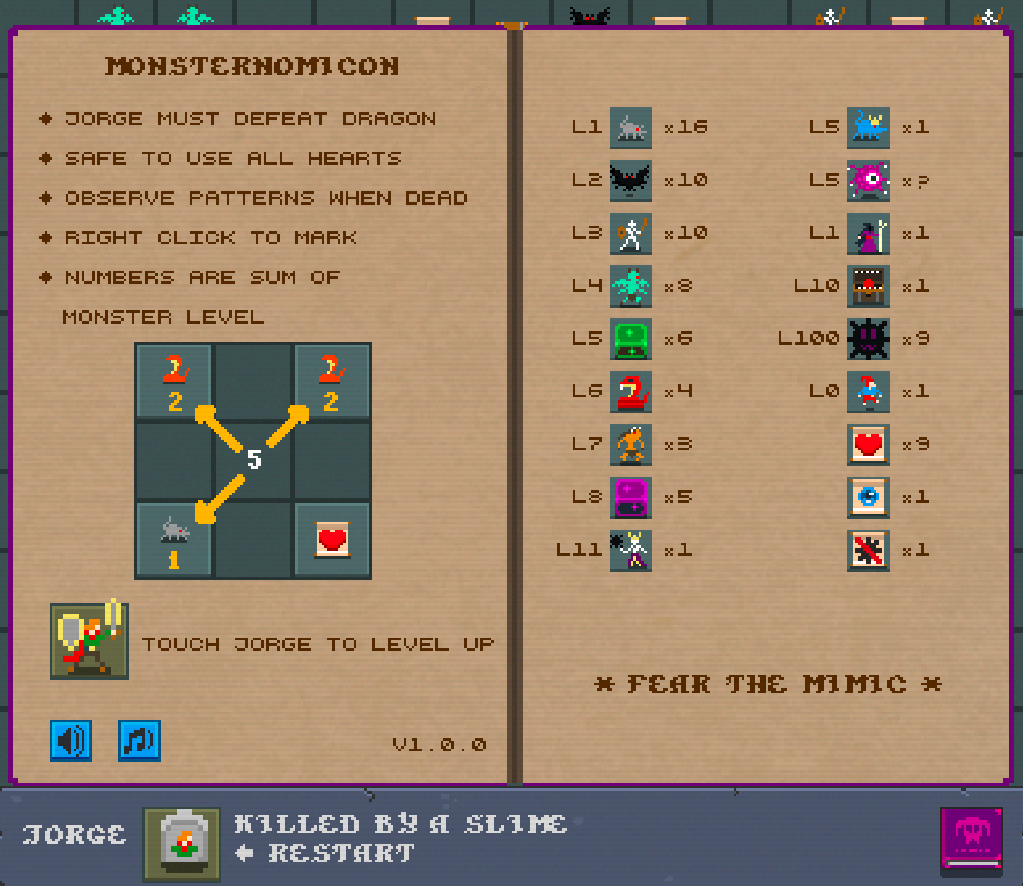 MONSTERNOMICON
* JORGE MUST DEFEAT DRAGON
* SAFE TO USE ALL HEARTS
* OBSERVE PATTERNS WHEN DEAD
* RIGHT CLICK TO MARK
* NUMBERS ARE SUM OF
MONSTER LEVEL
2 2
5
1
TOUCH JORGE TO LEVEL UP
V1.0.0
L1 x16
L2 x10
L3 x10
L4 x8
L5 x6
L6 x4
L7 x3
L8 x5
L11 x1
L5 x1
L5 x?
L1 x1
L10 x1
L100 x9
L0 x1
x9
x1
x1
* FEAR THE MIMIC *
JORGE
KILLED BY A SLIME
← RESTART